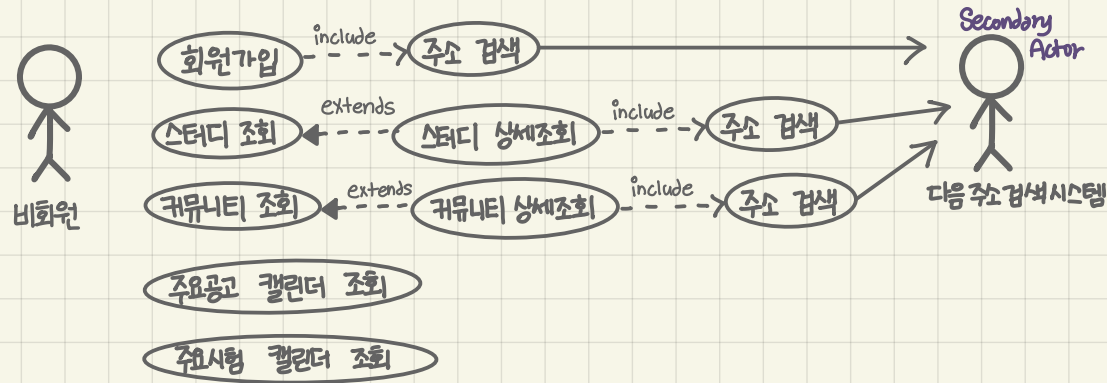 Secondary
Actor
회원가입
include
주소 검색
스터디 조회
extends
스터디 상세조회
include
주소 검색
비회원
다음 주소 검색 시스템
커뮤니티 조회
extends
커뮤니티 상세조회
include
주소 검색
주요공고 캘린더 조회
주요시험 캘린더 조회